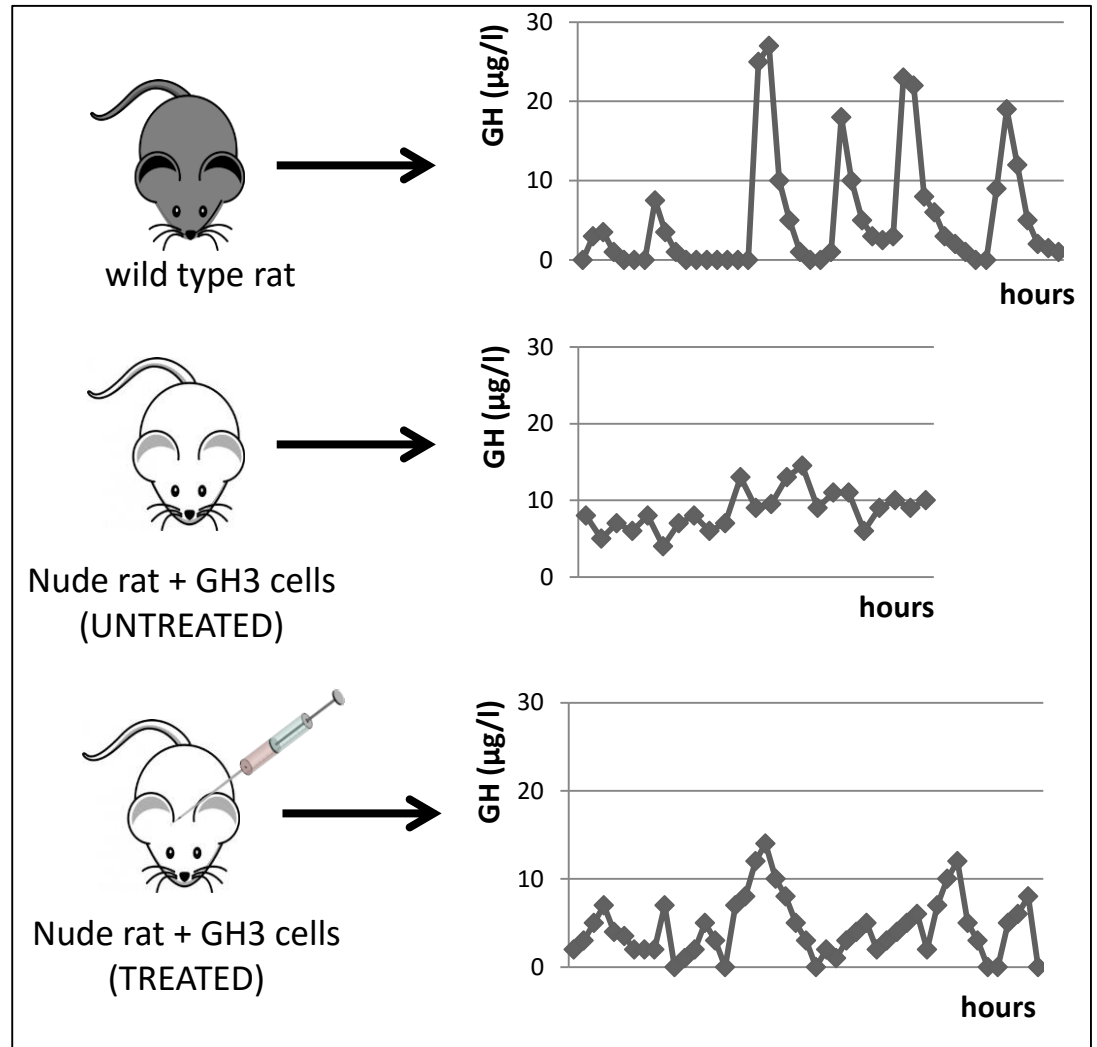 GH (µg/l)
30
20
10
0
hours
wild type rat
GH (µg/l)
30
20
10
0
hours
Nude rat + GH3 cells
(UNTREATED)
GH (µg/l)
30
20
10
0
hours
Nude rat + GH3 cells
(TREATED)